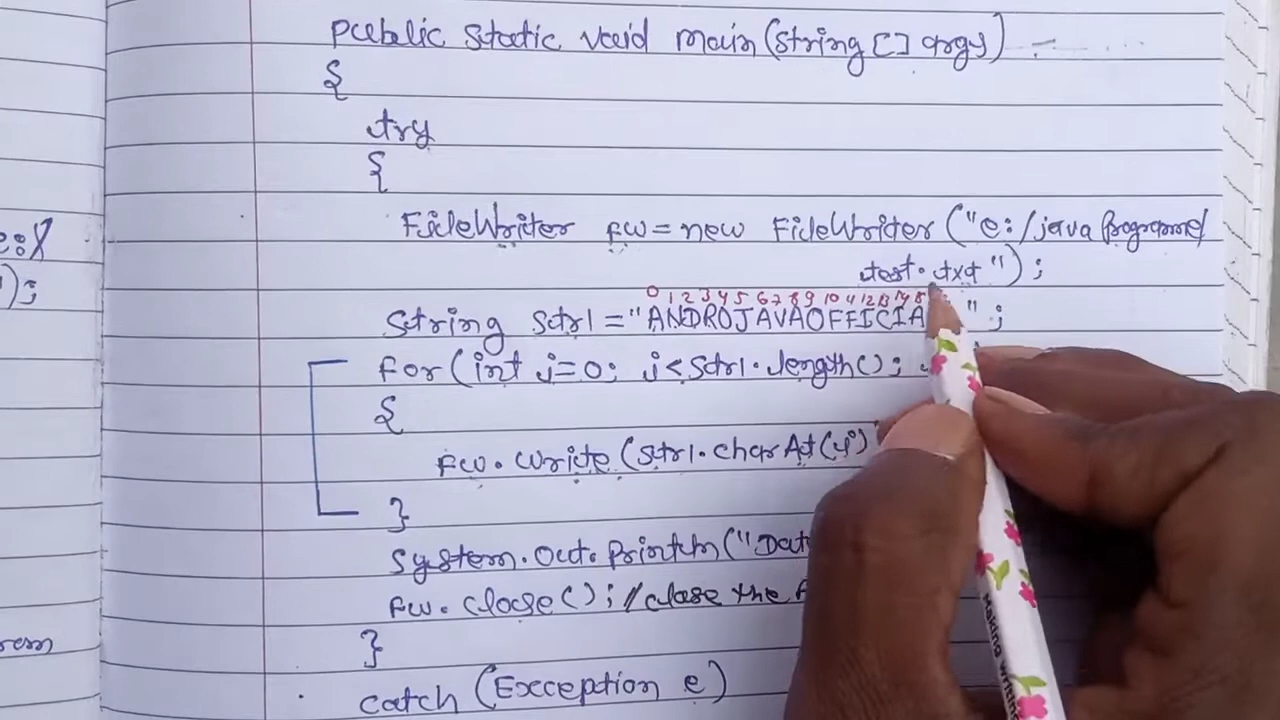 Public Static Void main(String[] args)
{
try
{
FileWriter fw=new FileWriter("e:/java Programe/
test.txt");
0 1 2 3 4 5 6 7 8 9 10 11 12 13 14 15
String str1="ANDROJAVAOFFICIA ";
for(int i=0; i<str1.length();
{
fw.write(str1.charAt(i)
}
System.out.println("Dat
fw.close(); //close the f
}
catch (Exception e)
);